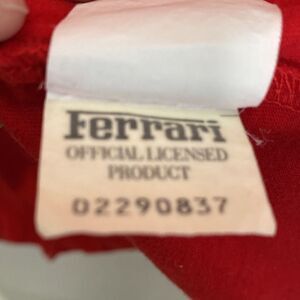 Ferrari
OFFICIAL LICENSED
PRODUCT
02290837